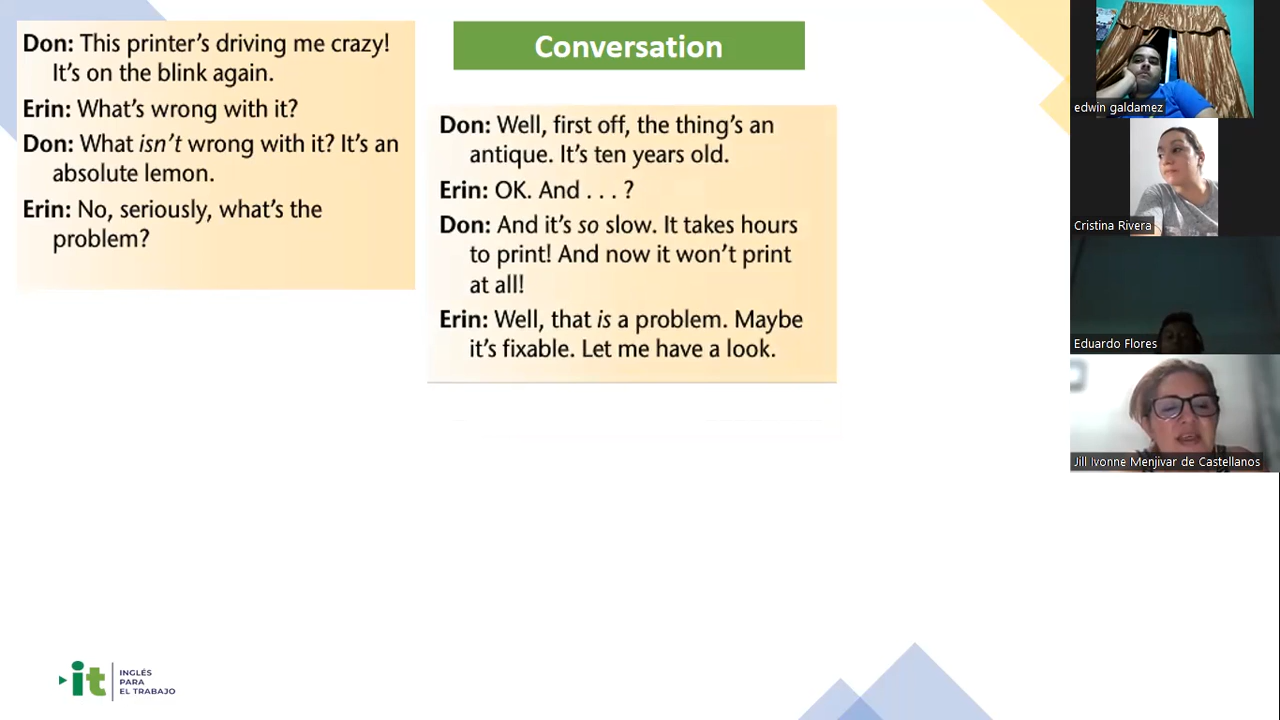 Don: This printer's driving me crazy!
It's on the blink again.
Erin: What's wrong with it?
Don: What isn't wrong with it? It's an
absolute lemon.
Erin: No, seriously, what's the
problem?
Conversation
Don: Well, first off, the thing's an
antique. It's ten years old.
Erin: OK. And . . . ?
Don: And it's so slow. It takes hours
to print! And now it won't print
at all!
Erin: Well, that is a problem. Maybe
it's fixable. Let me have a look.
edwin galdamez
Cristina Rivera
Eduardo Flores
Jill Ivonne Menjivar de Castellanos
it
INGLÉS
PARA
EL TRABAJO